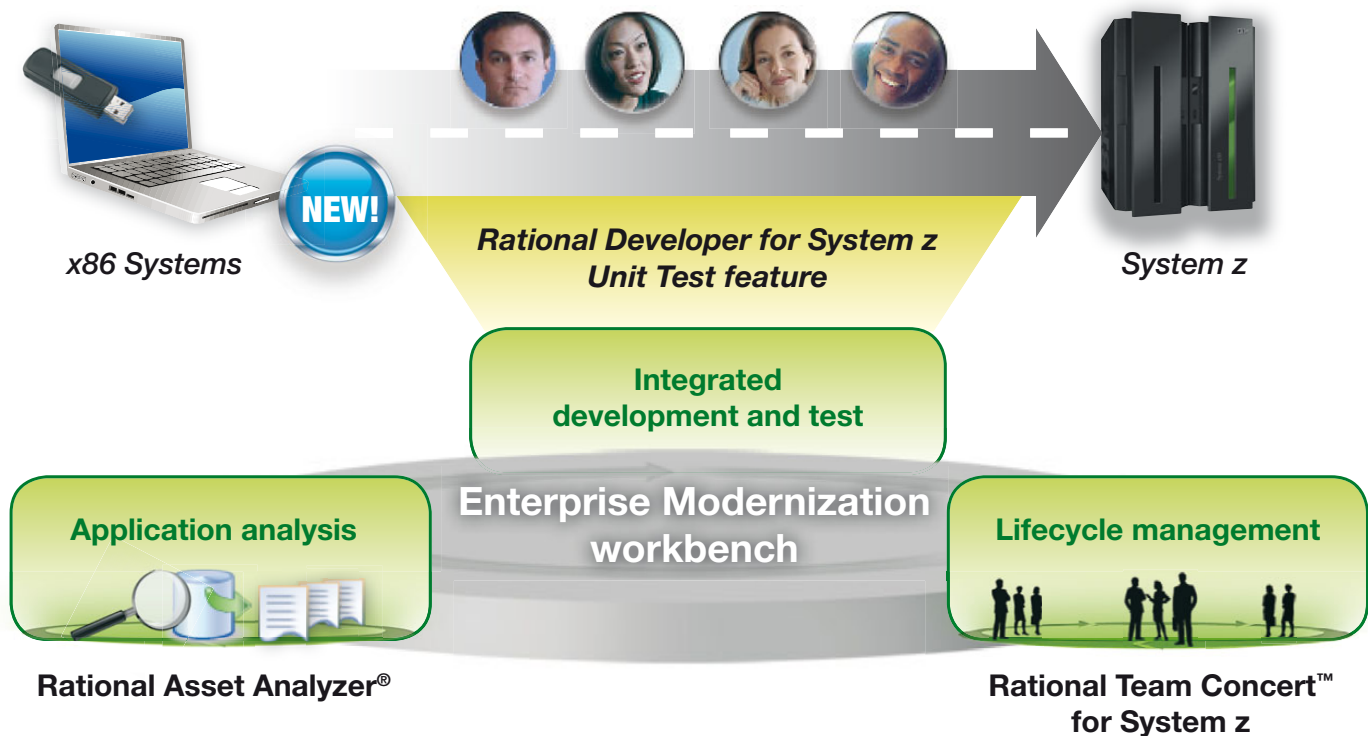 NEW!
x86 Systems
Rational Developer for System z
Unit Test feature
System z
Integrated
development and test
Enterprise Modernization
workbench
Application analysis
Lifecycle management
Rational Asset Analyzer®
Rational Team Concert™
for System z